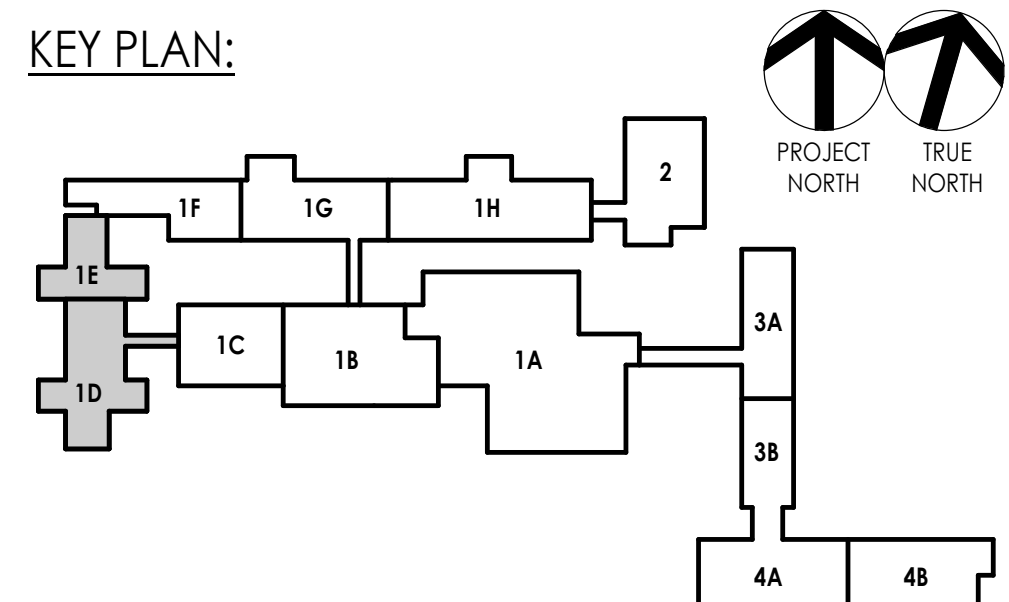 KEY PLAN:
PROJECT
NORTH
TRUE
NORTH
2
1F
1G
1H
1E
3A
1C
1B
1A
1D
3B
4A
4B